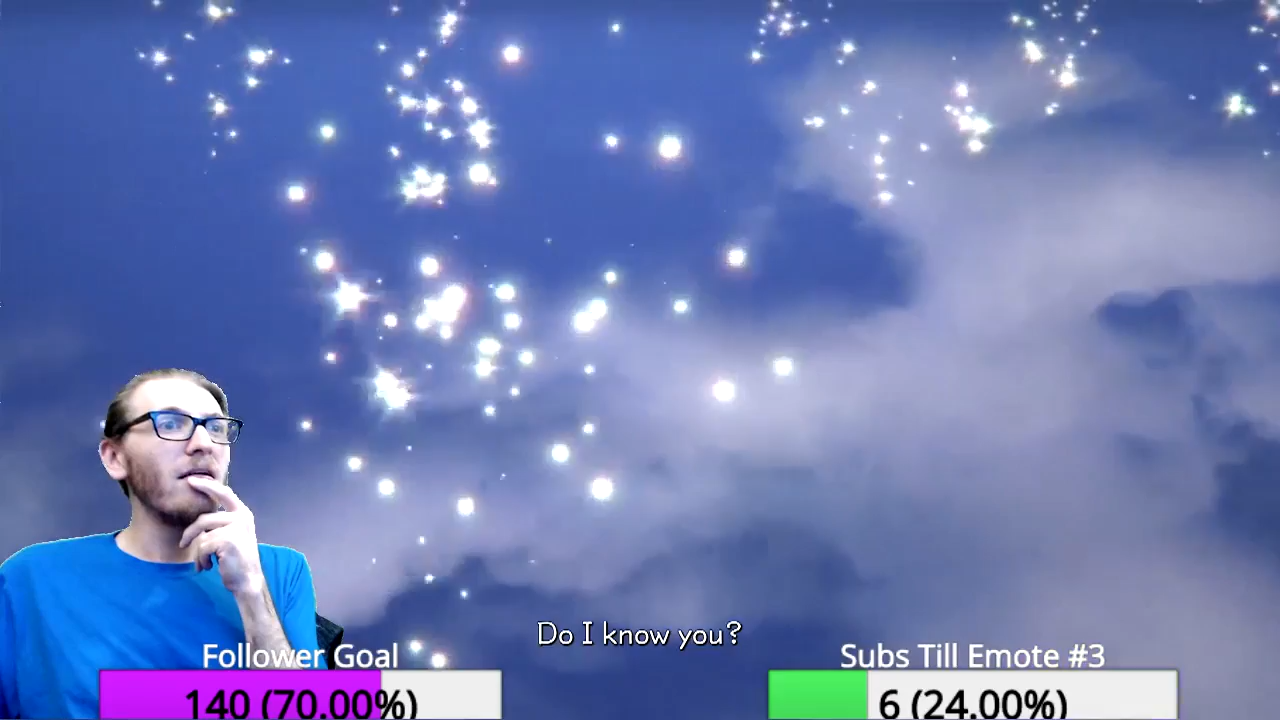 Do I know you?
Follower Goal
Subs Till Emote #3
140 (70.00%)
6 (24.00%)